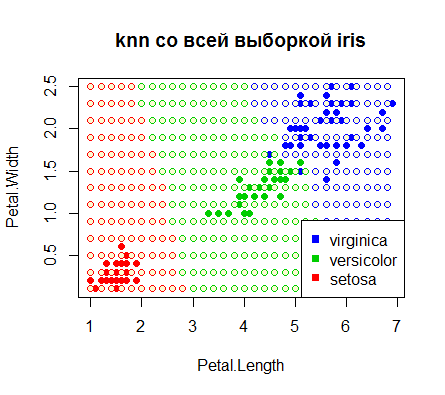 knn со всей выборкой iris
Petal.Width
2.5
2.0
1.5
1.0
0.5
virginica
versicolor
setosa
1 2 3 4 5 6 7
Petal.Length